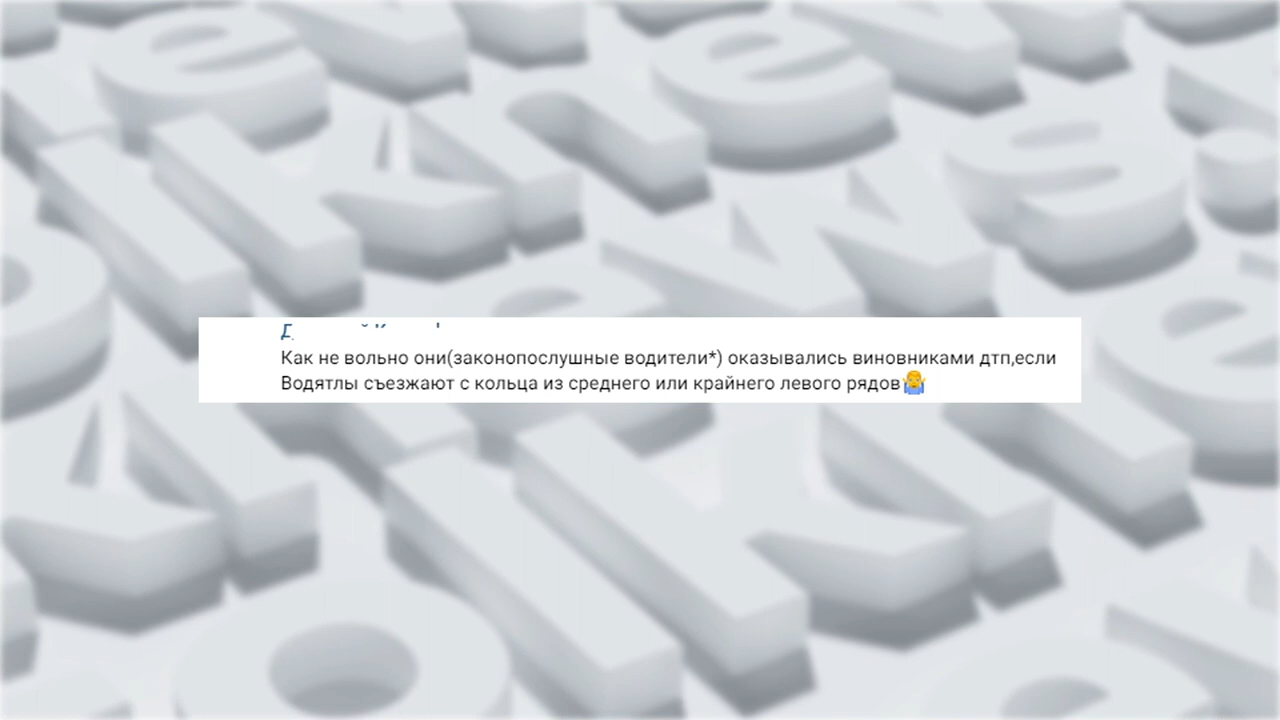 Как не вольно они(законопослушные водители*) оказывались виновниками дтп,если
Водятлы съезжают с кольца из среднего или крайнего левого рядов🤷‍♂️